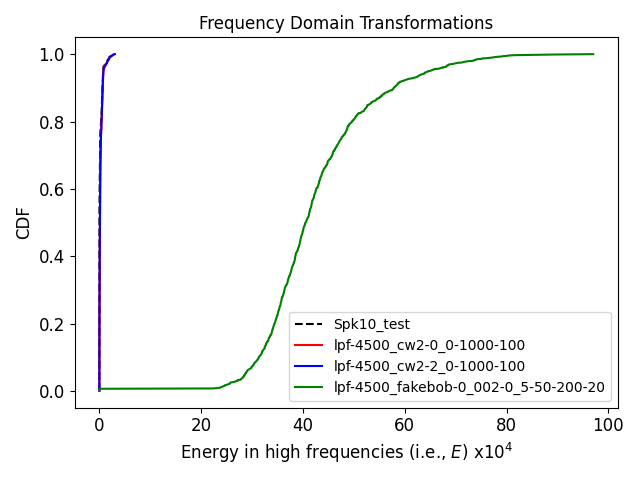 Frequency Domain Transformations
CDF
1.0
0.8
0.6
0.4
0.2
0.0
Spk10_test
lpf-4500_cw2-0_0-1000-100
lpf-4500_cw2-2_0-1000-100
lpf-4500_fakebob-0_002-0_5-50-200-20
0 20 40 60 80 100
Energy in high frequencies (i.e., E) x10⁴